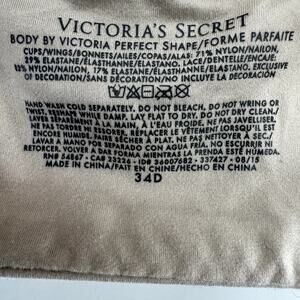 VICTORIA'S SECRET
BODY BY VICTORIA PERFECT SHAPE/FORME PARFAITE
CUPS/WINGS/BONNETS/AILES/COPAS/ALAS: 71% NYLON/NAILON,
29% ELASTANE/ELASTHANNE/ELASTANO. LACE/DENTELLE/ENCAJE:
83% NYLON/NAILON, 17% ELASTANE/ÉLASTHANNE/ELASTANO. EXCLUSIVE
OF DECORATION/SANS DÉCORATION/NO INCLUYE LA DECORACIÓN
HAND WASH COLD SEPARATELY. DO NOT BLEACH. DO NOT WRING OR
TWIST. RESHAPE WHILE DAMP. LAY FLAT TO DRY. DO NOT DRY CLEAN./
LAVER À LA MAIN, À L'EAU FROIDE. NE PAS JAVELLISER.
NE PAS TORDRE NI ESSORER. REPLACER LE VÊTEMENT LORSQU'IL EST
ENCORE HUMIDE. SÉCHER À PLAT. NE PAS NETTOYER À SEC./
LAVAR A MANO POR SEPARADO CON AGUA FRÍA. NO ESCURRIR NI
RETORCER. VOLVER A DAR FORMA MIENTRAS LA PRENDA ESTÉ HÚMEDA.
RN# 54867 • CA# 23224 • ID# 36007682 • 337427 • 08/15
MADE IN CHINA/FAIT EN CHINE/HECHO EN CHINA
34D